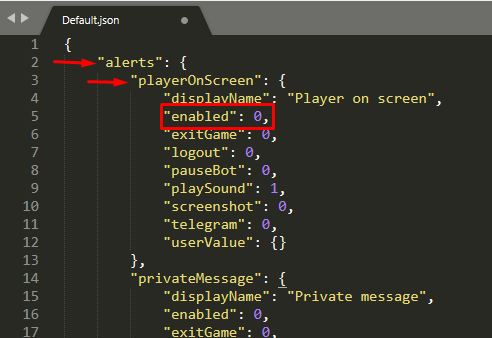 Default.json
1 {
2 "alerts": {
3 "playerOnScreen": {
4 "displayName": "Player on screen",
5 "enabled": 0,
6 "exitGame": 0,
7 "logout": 0,
8 "pauseBot": 0,
9 "playSound": 1,
10 "screenshot": 0,
11 "telegram": 0,
12 "userValue": {}
13 },
14 "privateMessage": {
15 "displayName": "Private message",
16 "enabled": 0,
17 "exitGame": 0,